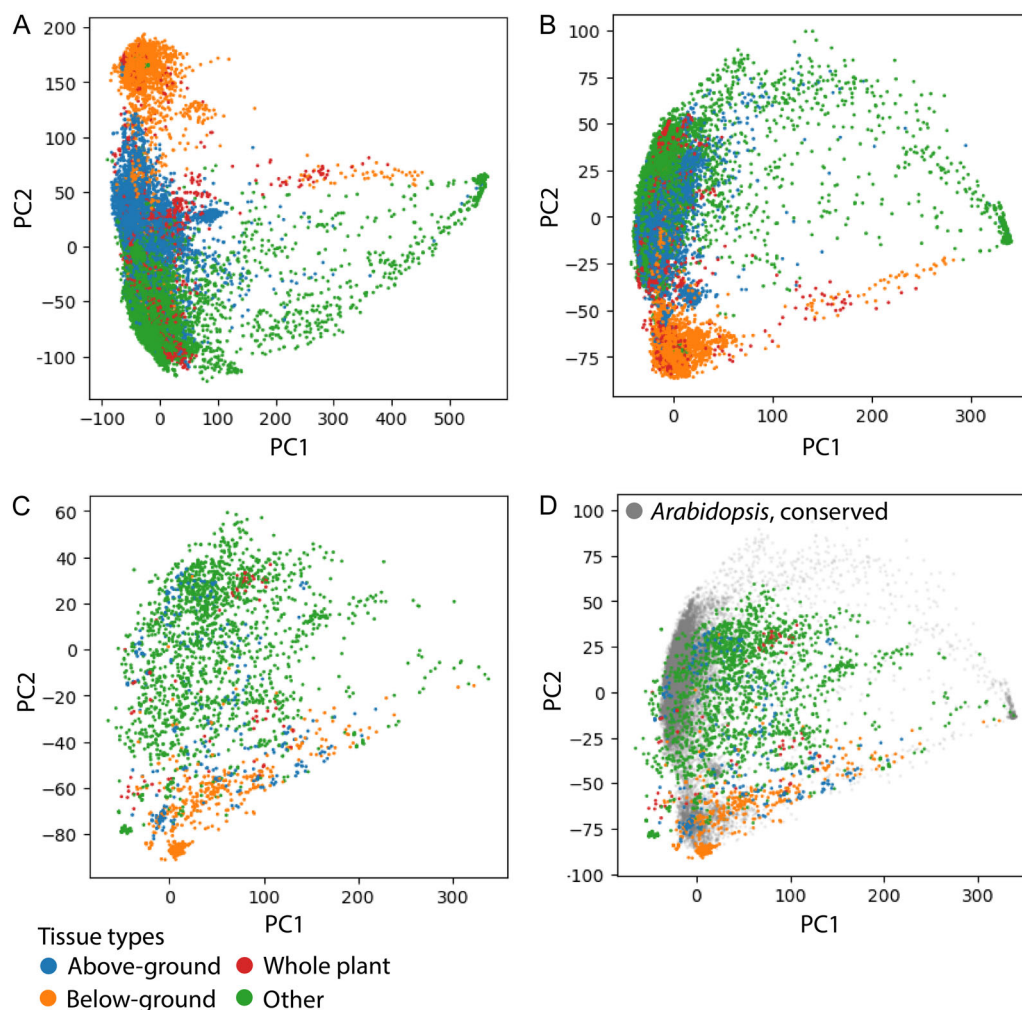 A
200
150
100
50
0
-50
-100
PC2
−100 0 100 200 300 400 500
PC1
B
100
75
50
25
0
−25
−50
−75
PC2
0 100 200 300
PC1
C
60
40
20
0
−20
−40
−60
−80
PC2
0 100 200 300
PC1
D
Arabidopsis, conserved
100
75
50
25
0
−25
−50
-75
-100
PC2
0 100 200 300
PC1
Tissue types
Above-ground Whole plant
Below-ground Other